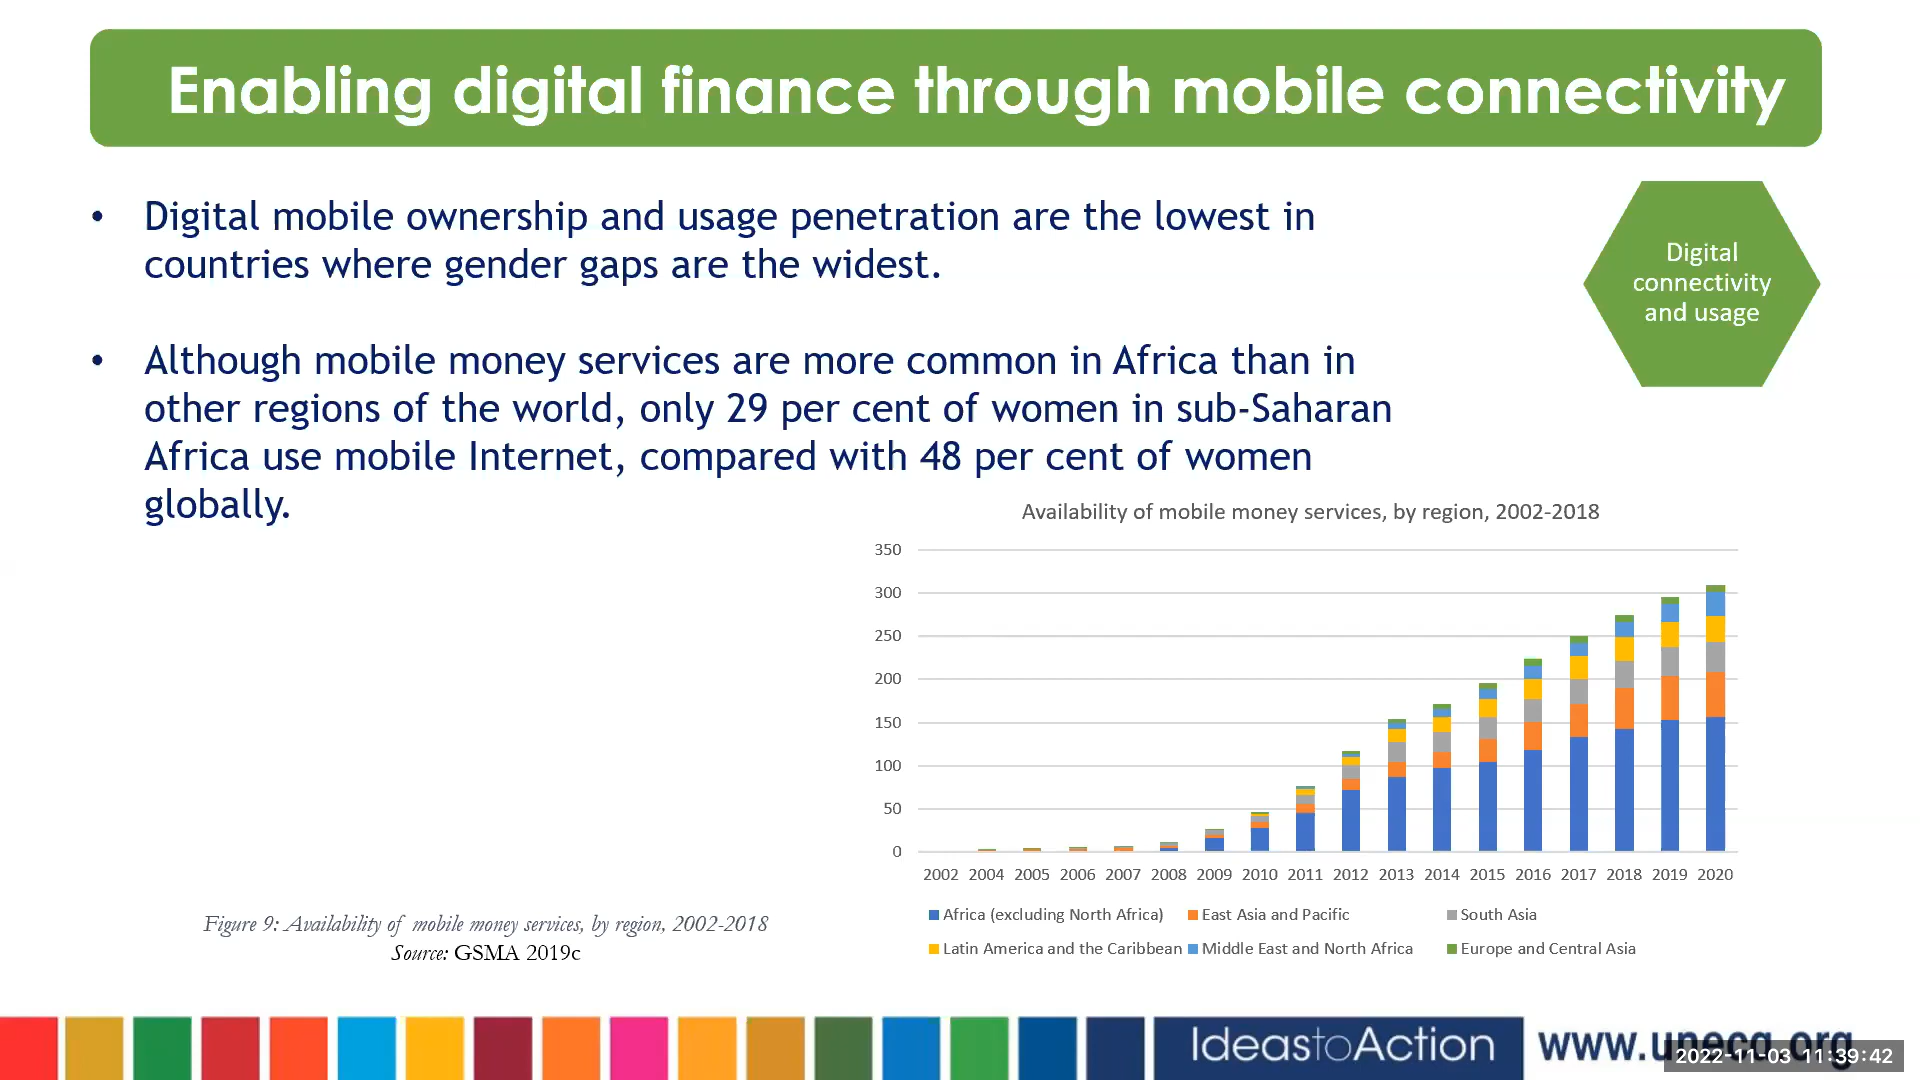 Enabling digital finance through mobile connectivity
• Digital mobile ownership and usage penetration are the lowest in
countries where gender gaps are the widest.
Digital
connectivity
and usage
• Although mobile money services are more common in Africa than in
other regions of the world, only 29 per cent of women in sub-Saharan
Africa use mobile Internet, compared with 48 per cent of women
globally.
Availability of mobile money services, by region, 2002-2018
350
300
250
200
150
100
50
0
2002 2004 2005 2006 2007 2008 2009 2010 2011 2012 2013 2014 2015 2016 2017 2018 2019 2020
Africa (excluding North Africa) East Asia and Pacific South Asia
Latin America and the Caribbean Middle East and North Africa Europe and Central Asia
Figure 9: Availability of mobile money services, by region, 2002-2018
Source: GSMA 2019c
IdeastoAction www.uneca.org
2022-11-03 11:39:42